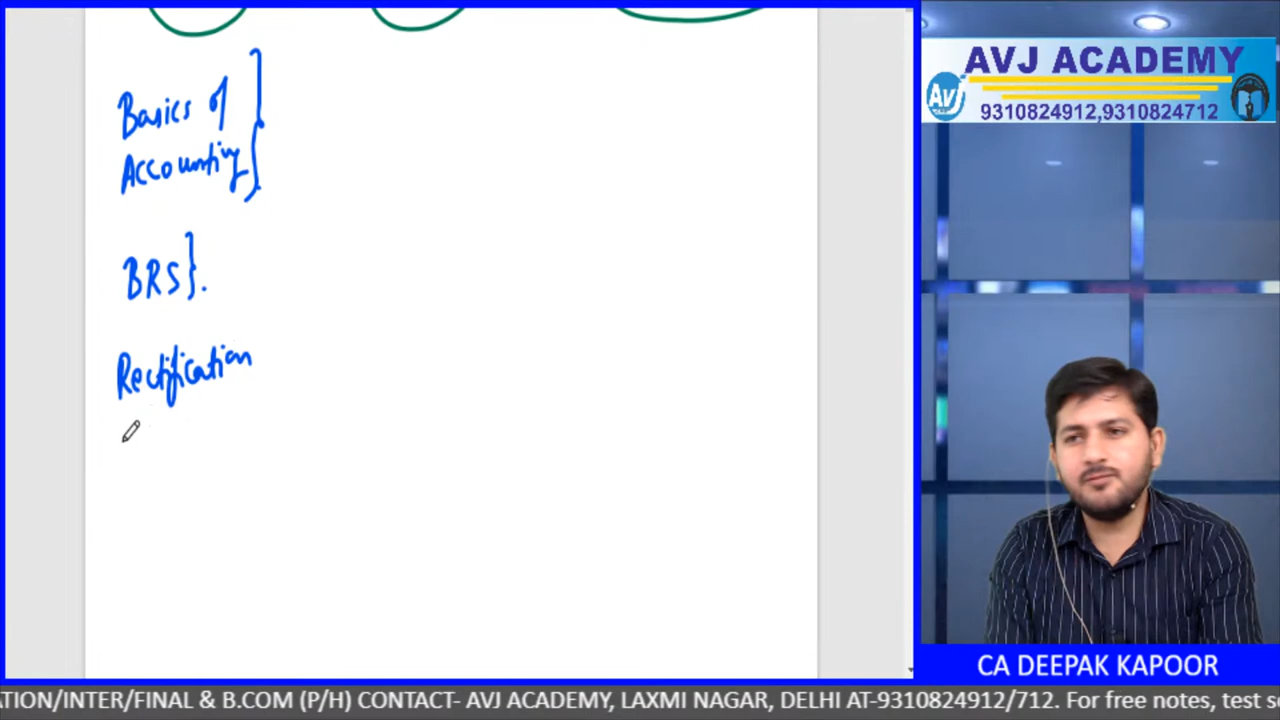 Basics of
Accounting
BRS}.
Rectification
AVJ ACADEMY
AVJ
9310824912,9310824712
CA DEEPAK KAPOOR
ATION/INTER/FINAL & B.COM (P/H) CONTACT- AVJ ACADEMY, LAXMI NAGAR, DELHI AT-9310824912/712. For free notes, test s